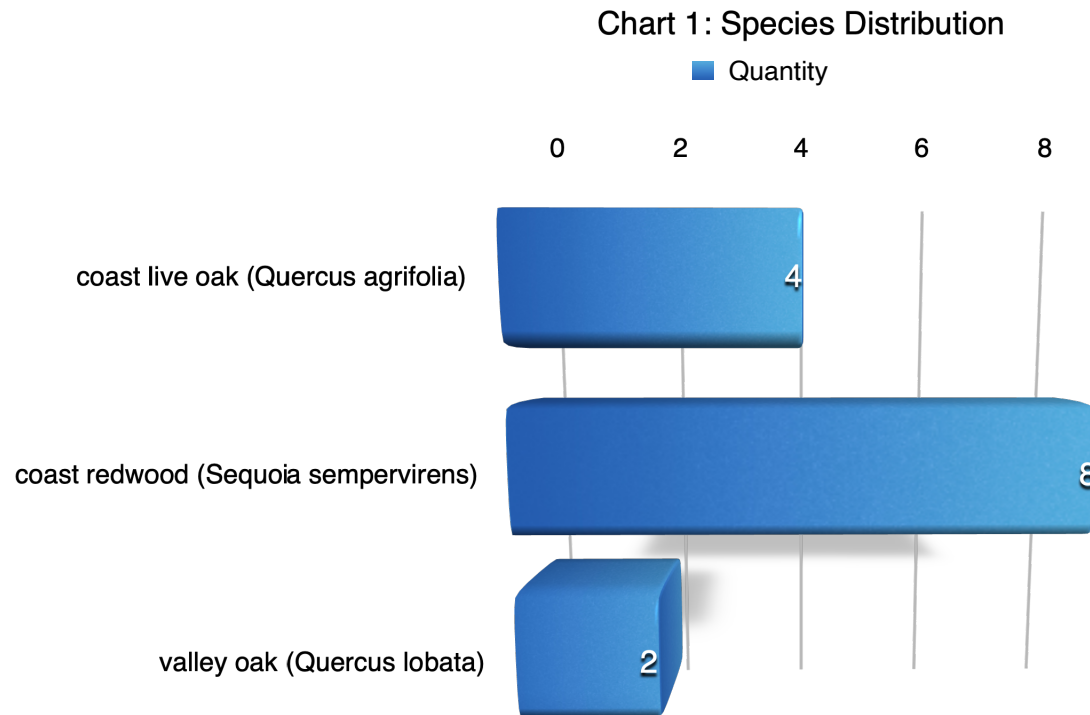 Chart 1: Species Distribution
Quantity
0 2 4 6 8
coast live oak (Quercus agrifolia) 4
coast redwood (Sequoia sempervirens) 8
valley oak (Quercus lobata) 2